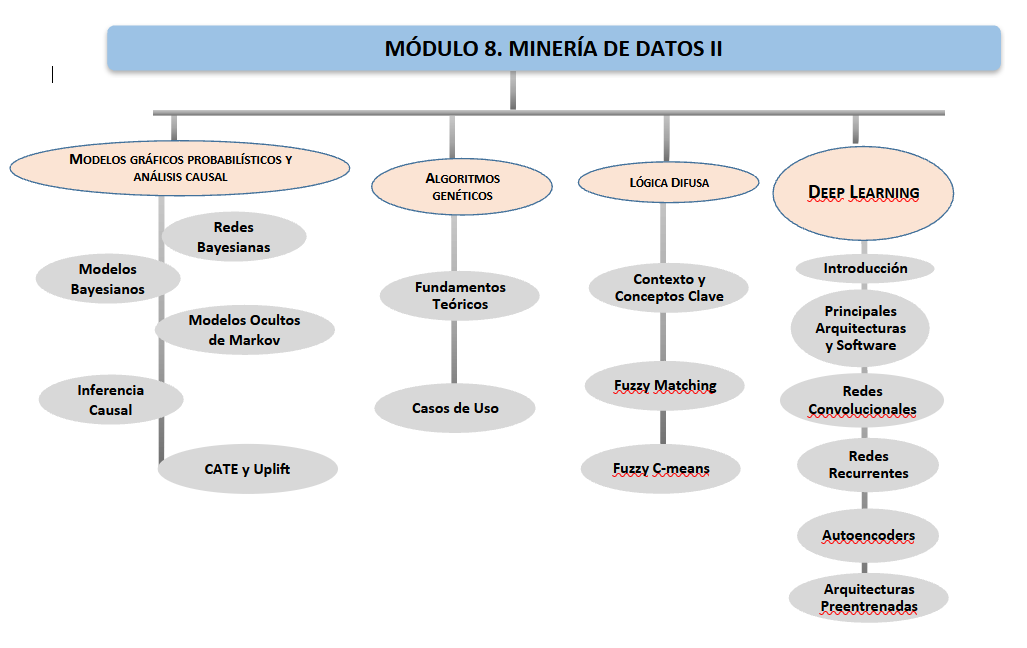 MÓDULO 8. MINERÍA DE DATOS II
MODELOS GRÁFICOS PROBABILÍSTICOS Y
ANÁLISIS CAUSAL
Redes
Bayesianas
Modelos
Bayesianos
Modelos Ocultos
de Markov
Inferencia
Causal
CATE y Uplift
ALGORITMOS
GENÉTICOS
Fundamentos
Teóricos
Casos de Uso
LÓGICA DIFUSA
Contexto y
Conceptos Clave
Fuzzy Matching
Fuzzy C-means
DEEP LEARNING
Introducción
Principales
Arquitecturas
y Software
Redes
Convolucionales
Redes
Recurrentes
Autoencoders
Arquitecturas
Preentrenadas